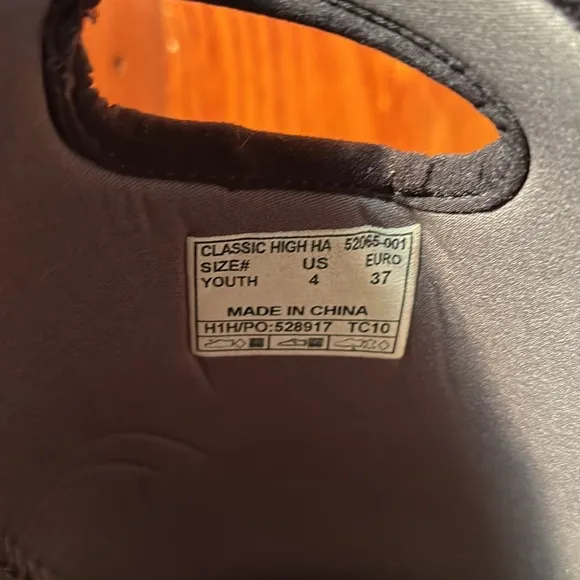 CLASSIC HIGH HA 52065-001
SIZE# US EURO
YOUTH 4 37
MADE IN CHINA
H1H/PO:528917 TC10